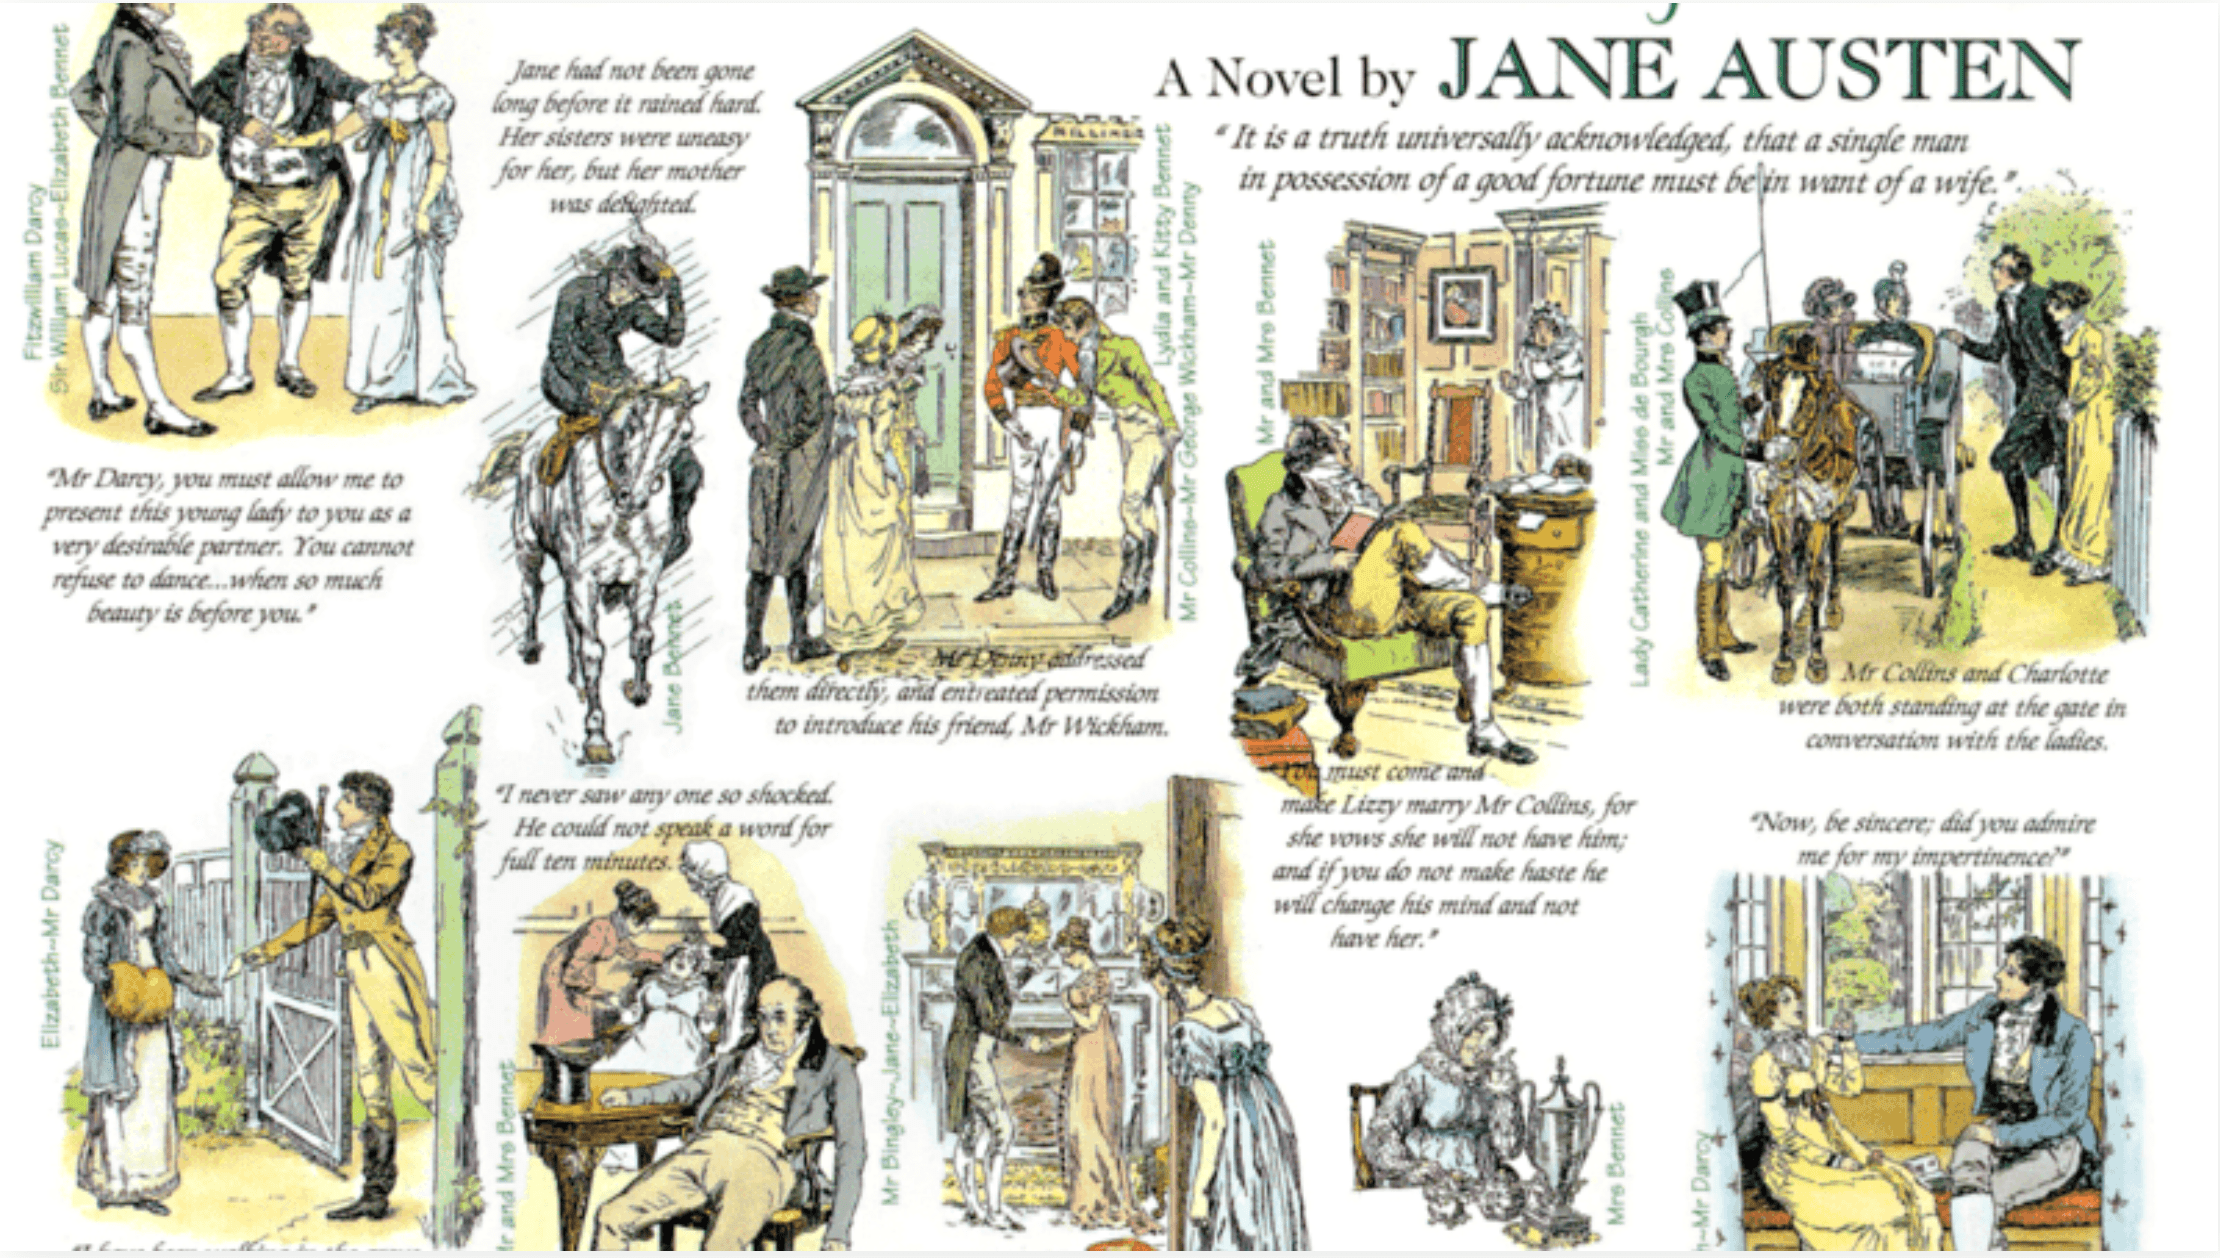 A Novel by JANE AUSTEN
“It is a truth universally acknowledged, that a single man
in possession of a good fortune must be in want of a wife.”
Fitzwilliam Darcy
Sir William Lucas~Elizabeth Bennet
“Mr Darcy, you must allow me to
present this young lady to you as a
very desirable partner. You cannot
refuse to dance...when so much
beauty is before you.”
Jane had not been gone
long before it rained hard.
Her sisters were uneasy
for her, but her mother
was delighted.
Jane Bennet
MILLINER
Lydia and Kitty Bennet
Mr Collins~Mr George Wickham~Mr Denny
Mr Denny addressed
them directly, and entreated permission
to introduce his friend, Mr Wickham.
Mr and Mrs Bennet
“You must come and
make Lizzy marry Mr Collins, for
she vows she will not have him;
and if you do not make haste he
will change his mind and not
have her.”
Mrs Bennet
Lady Catherine and Miss de Bourgh
Mr and Mrs Collins
Mr Collins and Charlotte
were both standing at the gate in
conversation with the ladies.
Elizabeth~Mr Darcy
“I never saw any one so shocked.
He could not speak a word for
full ten minutes.”
Mr and Mrs Bennet
Mr Bingley~Jane~Elizabeth
“Now, be sincere; did you admire
me for my impertinence?”
~Mr Darcy